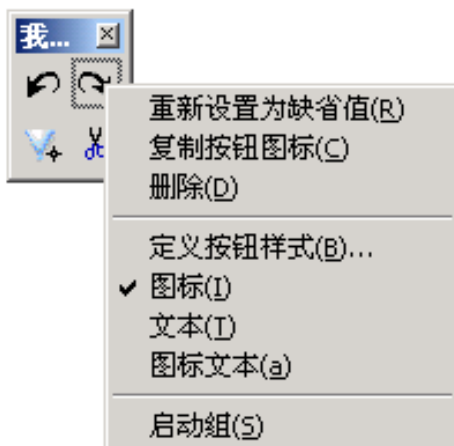 我...
重新设置为缺省值(R)
复制按钮图标(C)
删除(D)
定义按钮样式(B)...
图标(I)
文本(T)
图标文本(a)
启动组(S)